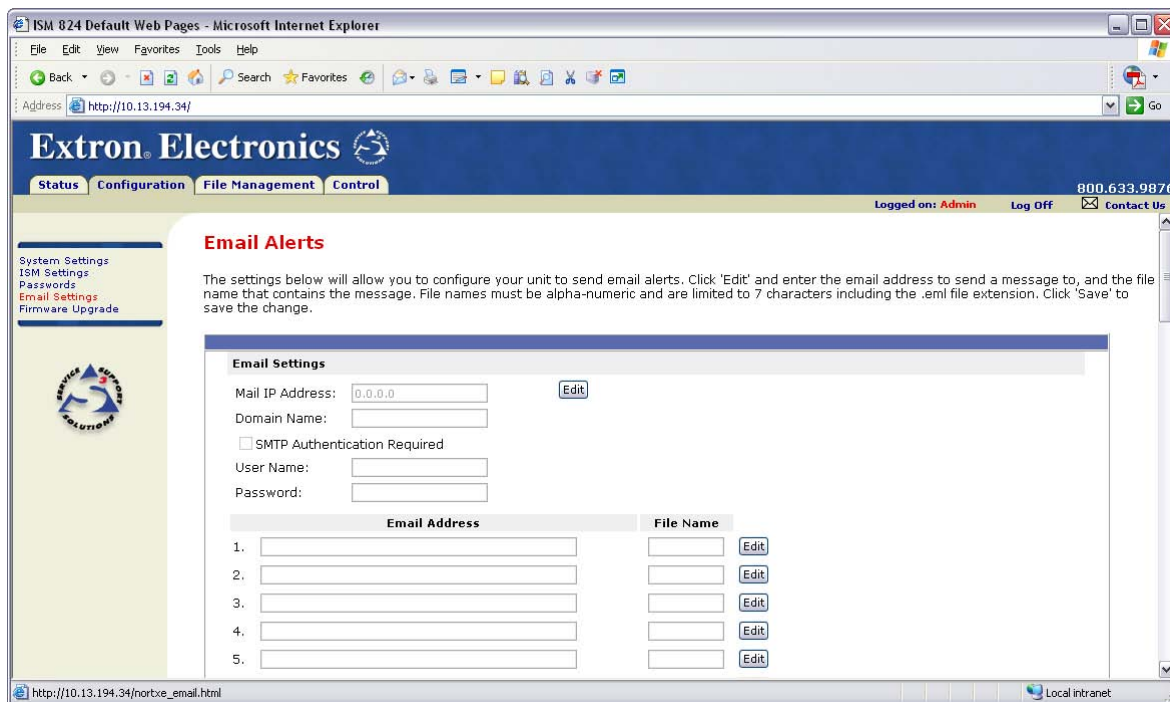 ISM 824 Default Web Pages - Microsoft Internet Explorer
File Edit View Favorites Tools Help
Back Search Favorites
Address http://10.13.194.34/ Go
Extron® Electronics
Status Configuration File Management Control
800.633.9876
Logged on: Admin Log Off Contact Us
System Settings
ISM Settings
Passwords
Email Settings
Firmware Upgrade
SERVICE SUPPORT SOLUTIONS
S3
Email Alerts
The settings below will allow you to configure your unit to send email alerts. Click 'Edit' and enter the email address to send a message to, and the file
name that contains the message. File names must be alpha-numeric and are limited to 7 characters including the .eml file extension. Click 'Save' to
save the change.
Email Settings
Mail IP Address: 0.0.0.0 Edit
Domain Name:
SMTP Authentication Required
User Name:
Password:
Email Address File Name
1. Edit
2. Edit
3. Edit
4. Edit
5. Edit
http://10.13.194.34/nortxe_email.html Local intranet